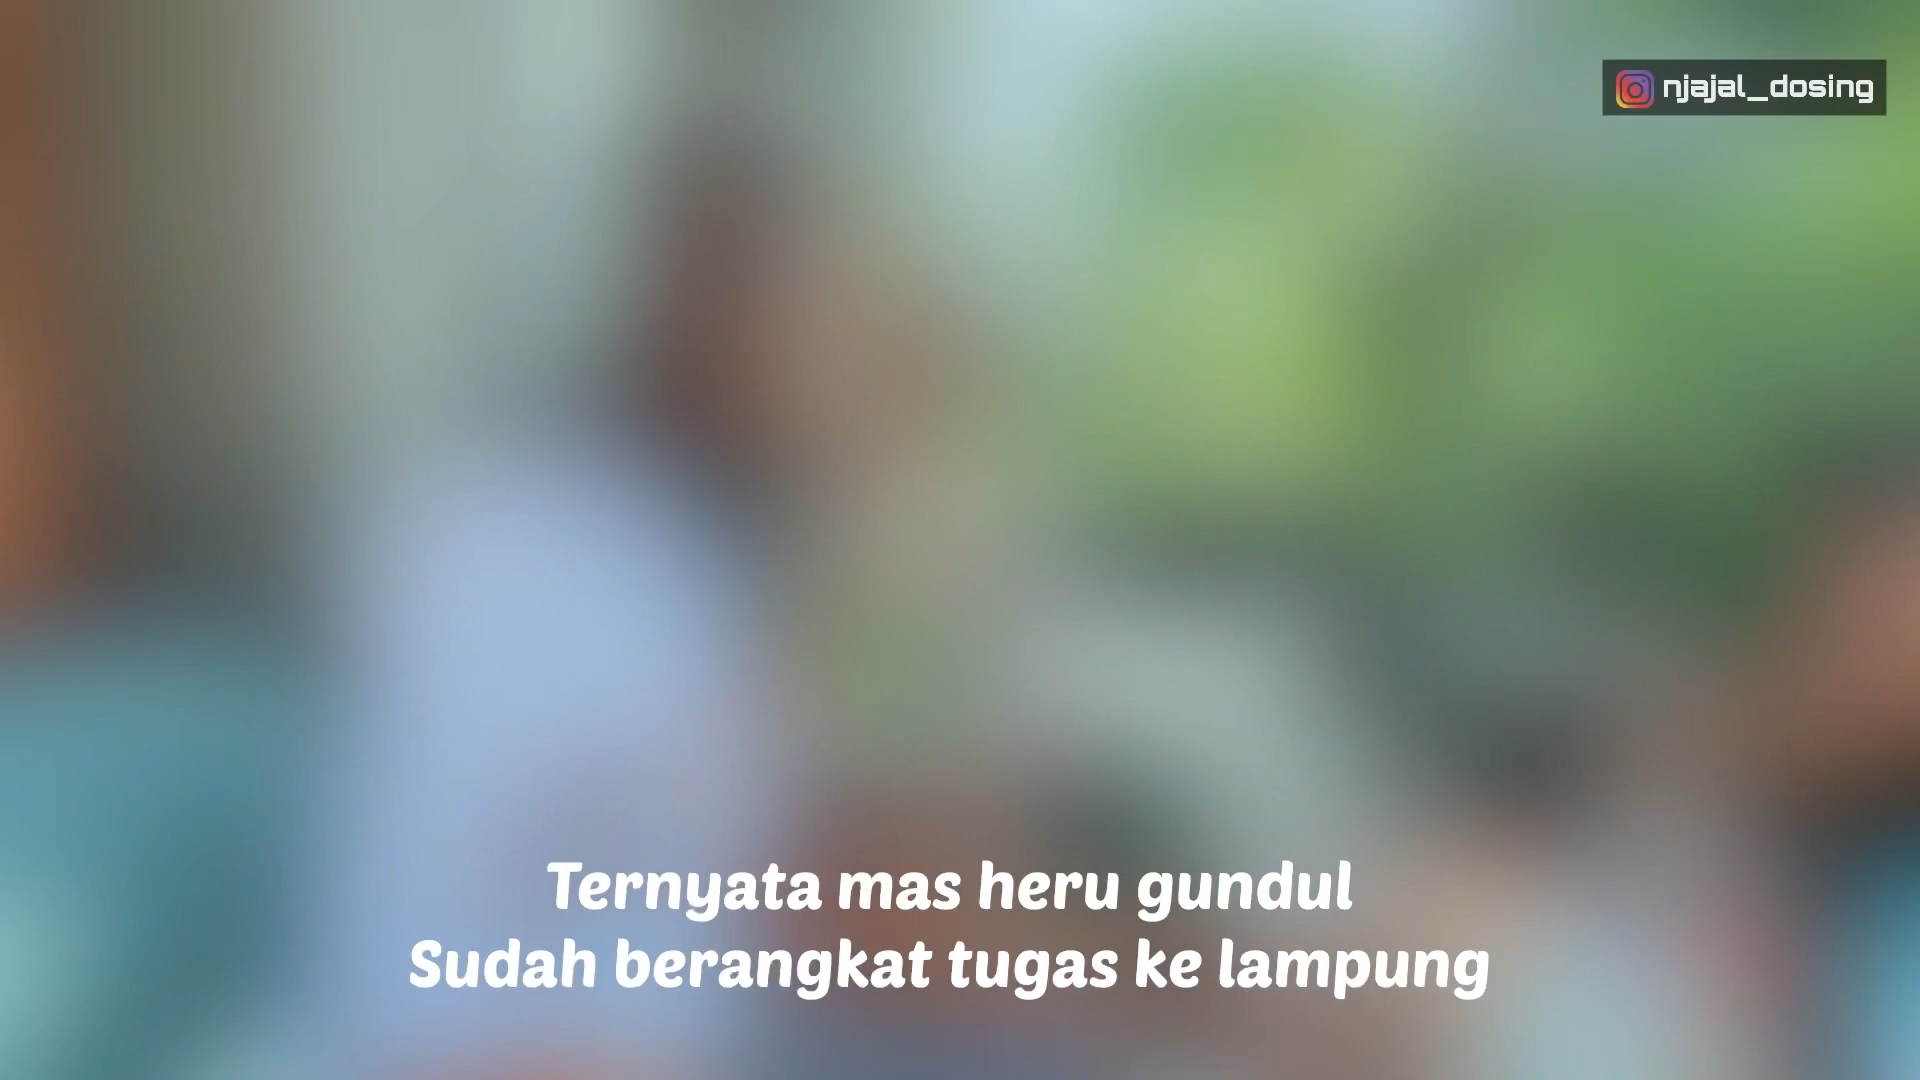 njajal_dosing
Ternyata mas heru gundul
Sudah berangkat tugas ke lampung